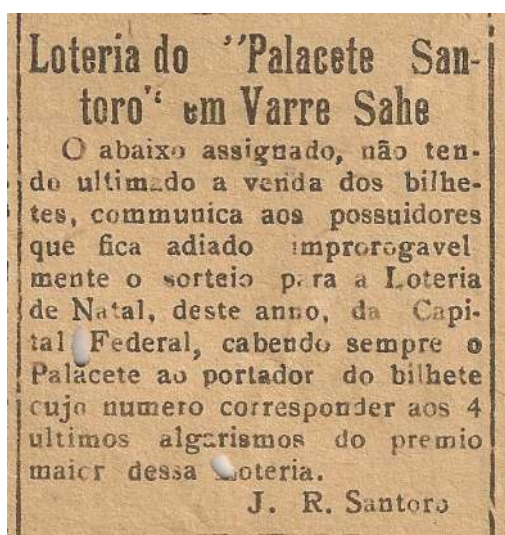 Loteria do "Palacete San-
toro" em Varre Sahe
O abaixo assignado, não ten-
do ultimado a venda dos bilhe-
tes, communica aos possuidores
que fica adiado improrogavel
mente o sorteio para a Loteria
de Natal, deste anno, da Capi-
tal Federal, cabendo sempre o
Palacete ao portador do bilhete
cujo numero corresponder aos 4
ultimos algarismos do premio
maior dessa Loteria.
J. R. Santoro